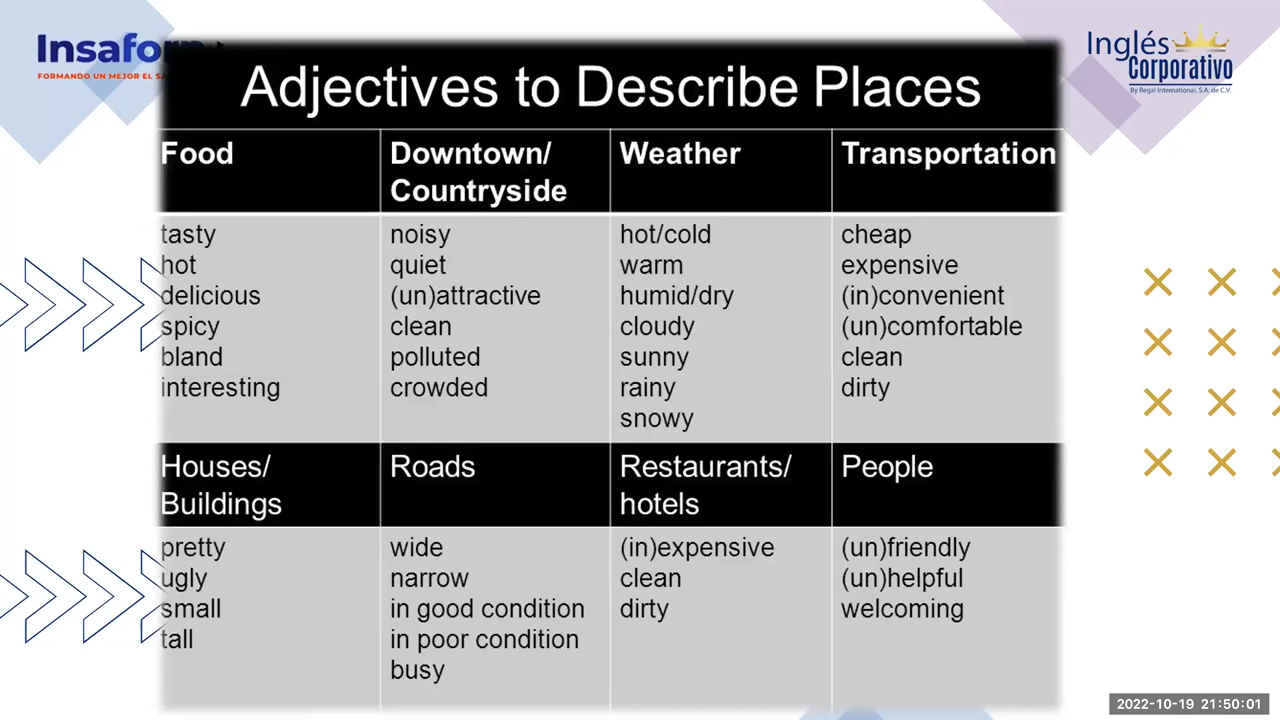 Insafor
FORMANDO UN MEJOR EL
Inglés
Corporativo
By Regal International, S.A. de C.V.
Adjectives to Describe Places
Food
tasty
hot
delicious
spicy
bland
interesting
Downtown/
Countryside
noisy
quiet
(un)attractive
clean
polluted
crowded
Weather
hot/cold
warm
humid/dry
cloudy
sunny
rainy
snowy
Transportation
cheap
expensive
(in)convenient
(un)comfortable
clean
dirty
Houses/
Buildings
pretty
ugly
small
tall
Roads
wide
narrow
in good condition
in poor condition
busy
Restaurants/
hotels
(in)expensive
clean
dirty
People
(un)friendly
(un)helpful
welcoming
2022-10-19 21:50:01